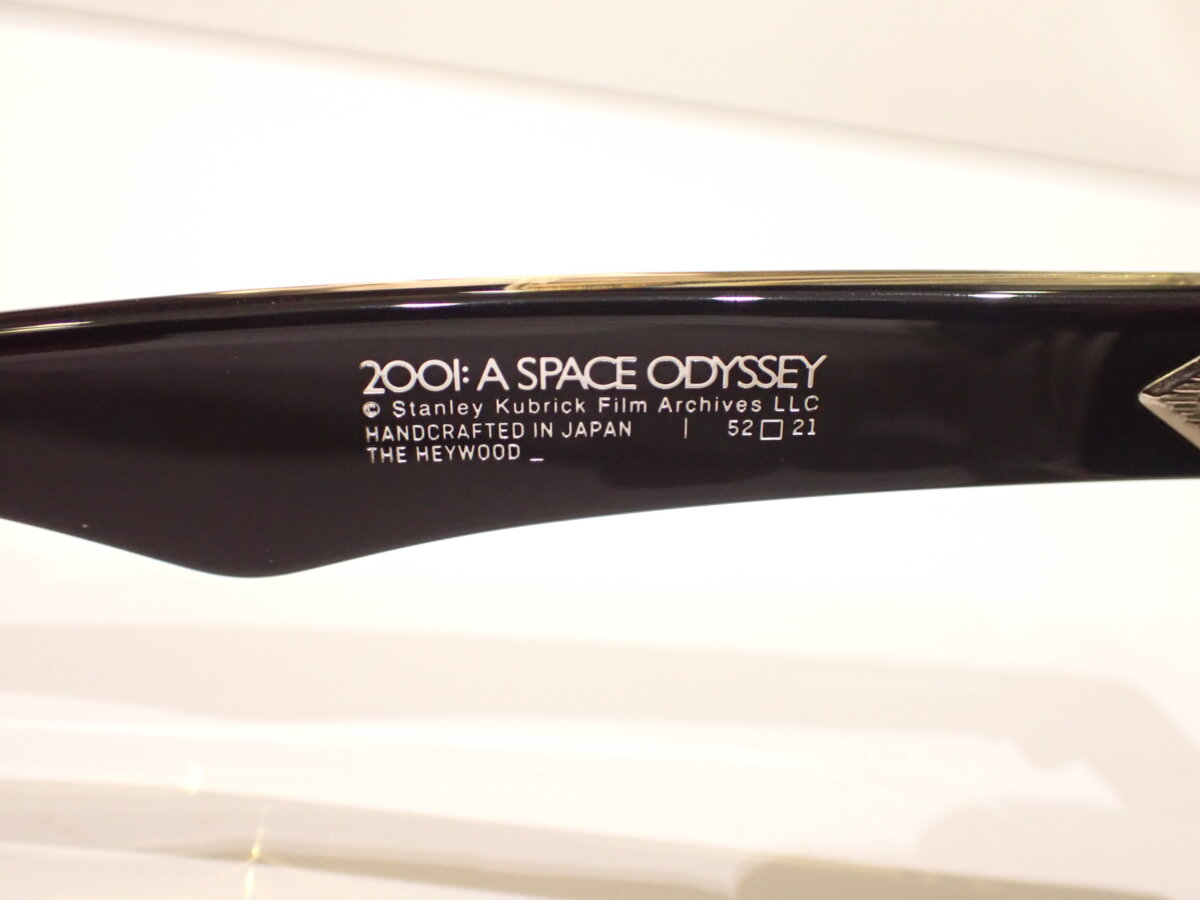 2001: A SPACE ODYSSEY
© Stanley Kubrick Film Archives LLC
HANDCRAFTED IN JAPAN | 52□21
THE HEYWOOD _